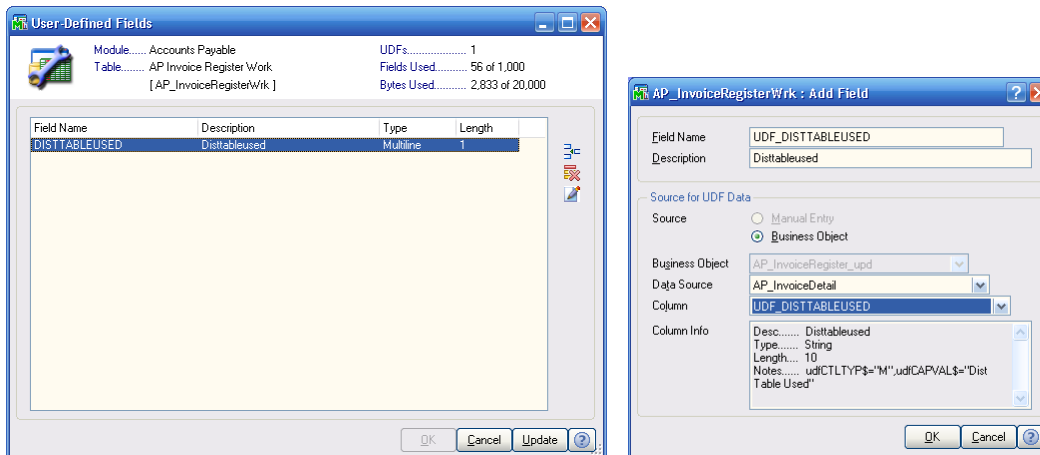 User-Defined Fields
Module...... Accounts Payable
UDFs.................... 1
Table........ AP Invoice Register Work
Fields Used.......... 56 of 1,000
[ AP_InvoiceRegisterWrk ]
Bytes Used.......... 2,833 of 20,000
Field Name Description Type Length
DISTTABLEUSED Disttableused Multiline 1
OK Cancel Update
AP_InvoiceRegisterWrk : Add Field
Field Name UDF_DISTTABLEUSED
Description Disttableused
Source for UDF Data
Source Manual Entry
Business Object
Business Object AP_InvoiceRegister_upd
Data Source AP_InvoiceDetail
Column UDF_DISTTABLEUSED
Column Info Desc....... Disttableused
Type....... String
Length.... 10
Notes...... udfCTLTYP$="M",udfCAPVAL$="Dist
Table Used"
OK Cancel